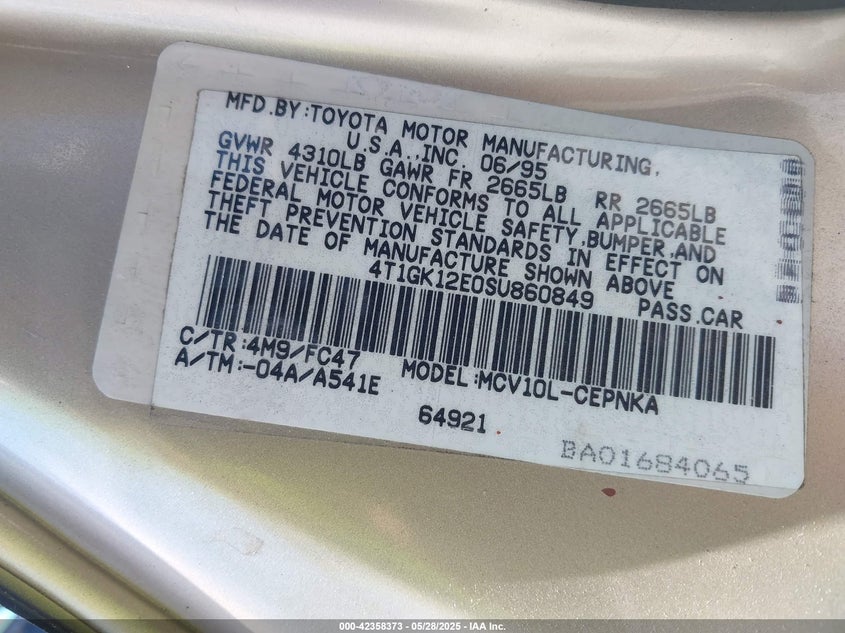 MFD.BY:TOYOTA MOTOR MANUFACTURING,
U.S.A.,INC. 06/95
GVWR 4310LB GAWR FR 2665LB RR 2665LB
THIS VEHICLE CONFORMS TO ALL APPLICABLE
FEDERAL MOTOR VEHICLE SAFETY,BUMPER,AND
THEFT PREVENTION STANDARDS IN EFFECT ON
THE DATE OF MANUFACTURE SHOWN ABOVE
4T1GK12E0SU860849 PASS.CAR
C/TR:4M9/FC47 MODEL:MCV10L-CEPNKA
A/TM:-04A/A541E
64921
BA01684065
000-42358373 — 05/28/2025 — IAA Inc.